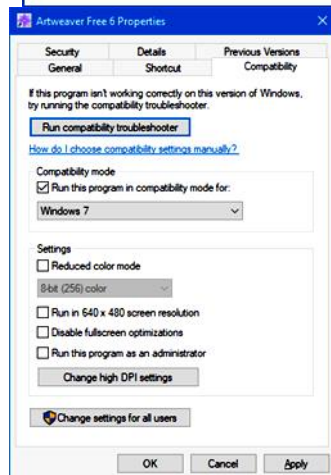 Artweaver Free 6 Properties
Security Details Previous Versions
General Shortcut Compatibility
If this program isn't working correctly on this version of Windows,
try running the compatibility troubleshooter.
Run compatibility troubleshooter
How do I choose compatibility settings manually?
Compatibility mode
Run this program in compatibility mode for:
Windows 7
Settings
Reduced color mode
8-bit (256) color
Run in 640 x 480 screen resolution
Disable fullscreen optimizations
Run this program as an administrator
Change high DPI settings
Change settings for all users
OK Cancel Apply